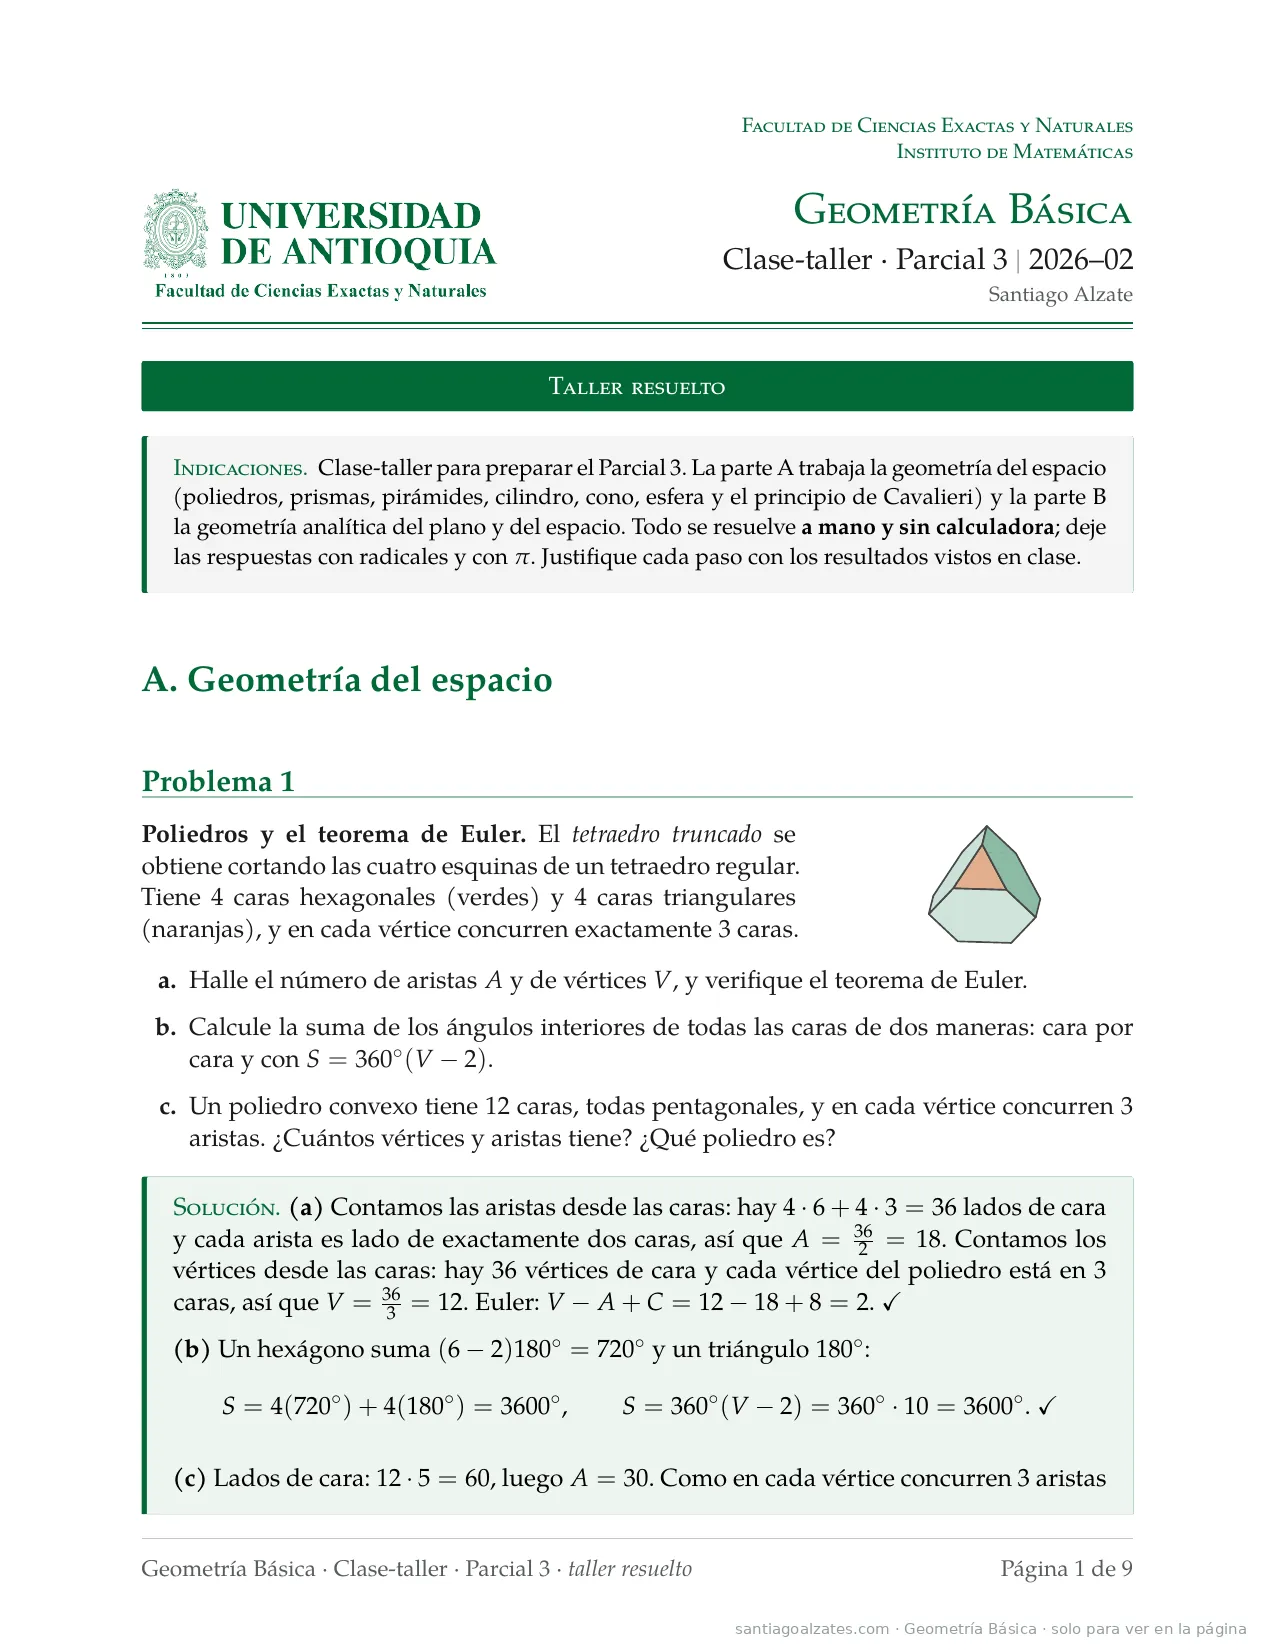 Facultad de Ciencias Exactas y Naturales
Instituto de Matemáticas
1803
UNIVERSIDAD
DE ANTIOQUIA
Facultad de Ciencias Exactas y Naturales
Geometría Básica
Clase-taller · Parcial 3 | 2026–02
Santiago Alzate
Taller resuelto
Indicaciones. Clase-taller para preparar el Parcial 3. La parte A trabaja la geometría del espacio
(poliedros, prismas, pirámides, cilindro, cono, esfera y el principio de Cavalieri) y la parte B
la geometría analítica del plano y del espacio. Todo se resuelve a mano y sin calculadora; deje
las respuestas con radicales y con π. Justifique cada paso con los resultados vistos en clase.
A. Geometría del espacio
Problema 1
Poliedros y el teorema de Euler. El tetraedro truncado se
obtiene cortando las cuatro esquinas de un tetraedro regular.
Tiene 4 caras hexagonales (verdes) y 4 caras triangulares
(naranjas), y en cada vértice concurren exactamente 3 caras.
a. Halle el número de aristas A y de vértices V, y verifique el teorema de Euler.
b. Calcule la suma de los ángulos interiores de todas las caras de dos maneras: cara por
cara y con S = 360°(V − 2).
c. Un poliedro convexo tiene 12 caras, todas pentagonales, y en cada vértice concurren 3
aristas. ¿Cuántos vértices y aristas tiene? ¿Qué poliedro es?
Solución. (a) Contamos las aristas desde las caras: hay 4 · 6 + 4 · 3 = 36 lados de cara
y cada arista es lado de exactamente dos caras, así que A = 36/2 = 18. Contamos los
vértices desde las caras: hay 36 vértices de cara y cada vértice del poliedro está en 3
caras, así que V = 36/3 = 12. Euler: V − A + C = 12 − 18 + 8 = 2. ✓
(b) Un hexágono suma (6 − 2)180° = 720° y un triángulo 180°:
S = 4(720°) + 4(180°) = 3600°, S = 360°(V − 2) = 360° · 10 = 3600°. ✓
(c) Lados de cara: 12 · 5 = 60, luego A = 30. Como en cada vértice concurren 3 aristas
Geometría Básica · Clase-taller · Parcial 3 · taller resuelto
Página 1 de 9
santiagoalzates.com · Geometría Básica · solo para ver en la página